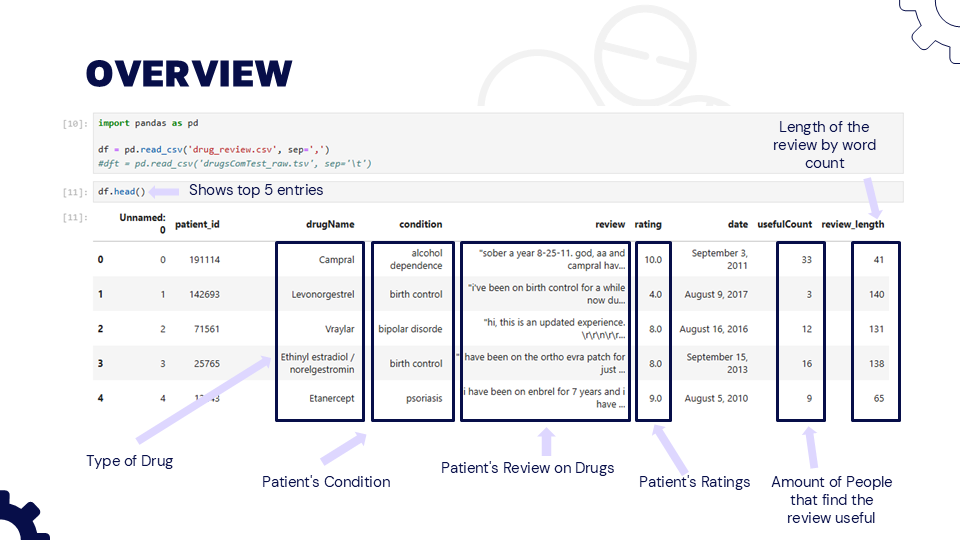 OVERVIEW
[10]: import pandas as pd
df = pd.read_csv('drug_review.csv', sep=',')
#dft = pd.read_csv('drugsComTest_raw.tsv', sep='\t')
Length of the
review by word
count
[11]: df.head()
Shows top 5 entries
[11]: Unnamed: 0 patient_id drugName condition review rating date usefulCount review_length
0 0 191114 Campral alcohol dependence "sober a year 8-25-11. god, aa and campral hav... 10.0 September 3, 2011 33 41
1 1 142693 Levonorgestrel birth control "i've been on birth control for a while now du... 4.0 August 9, 2017 3 140
2 2 71561 Vraylar bipolar disorde "hi, this is an updated experience. \r\r\n\r\r... 8.0 August 16, 2016 12 131
3 3 25765 Ethinyl estradiol / norelgestromin birth control " have been on the ortho evra patch for just ... 8.0 September 15, 2013 16 138
4 4 Etanercept psoriasis i have been on enbrel for 7 years and i have ... 9.0 August 5, 2010 9 65
Type of Drug
Patient's Condition
Patient's Review on Drugs
Patient's Ratings
Amount of People
that find the
review useful